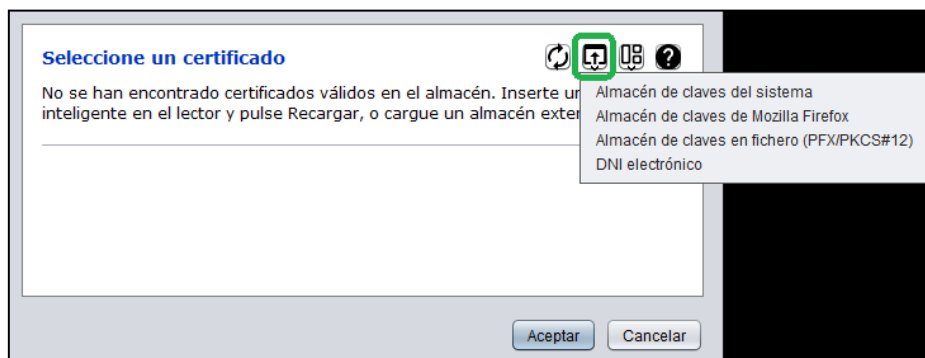 Seleccione un certificado
No se han encontrado certificados válidos en el almacén. Inserte
inteligente en el lector y pulse Recargar, o cargue un almacén
Almacén de claves del sistema
Almacén de claves de Mozilla Firefox
Almacén de claves en fichero (PFX/PKCS#12)
DNI electrónico
Aceptar
Cancelar